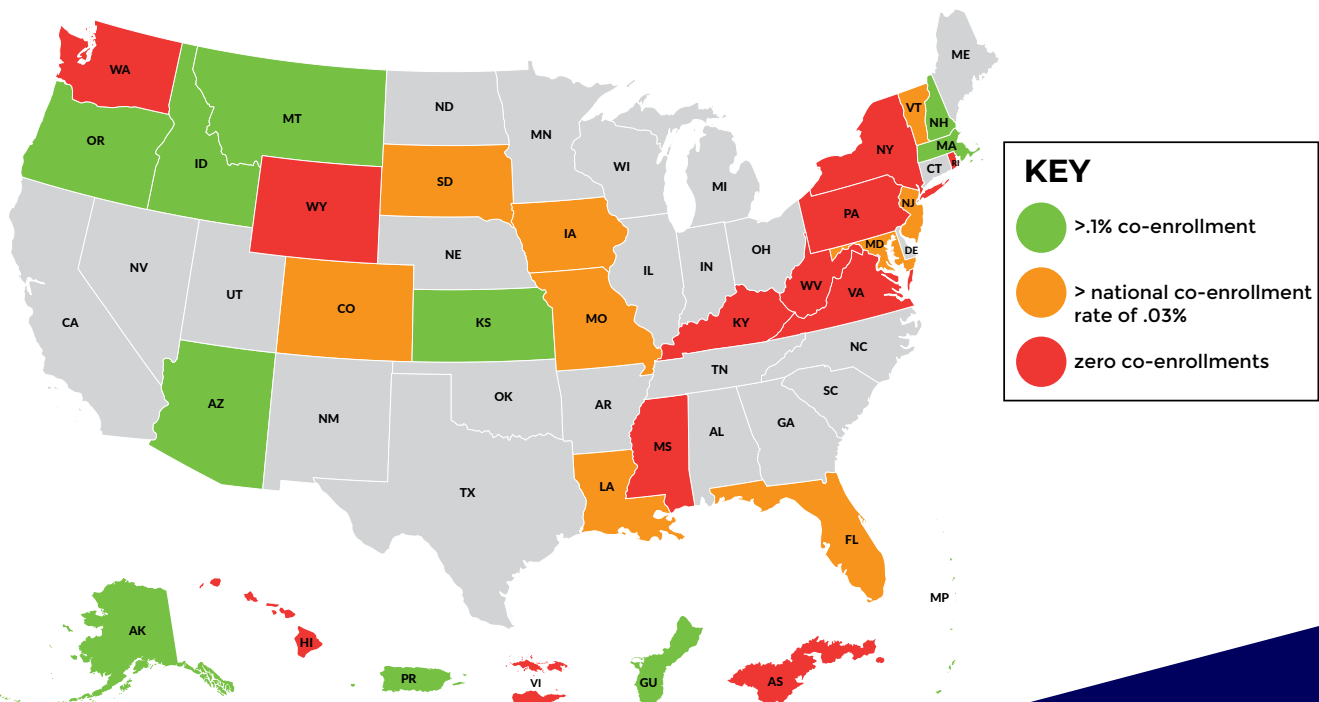 WA
MT
ND
MN
ME
OR
ID
SD
WI
MI
NY
VT
NH
MA
CT
RI
WY
IA
NE
PA
NJ
NV
UT
CO
KS
MO
IL
IN
OH
MD
DE
WV
VA
KY
CA
AZ
NM
OK
AR
TN
NC
SC
TX
LA
MS
AL
GA
FL
MP
AK
HI
PR
VI
GU
AS
KEY
>.1% co-enrollment
> national co-enrollment
rate of .03%
zero co-enrollments